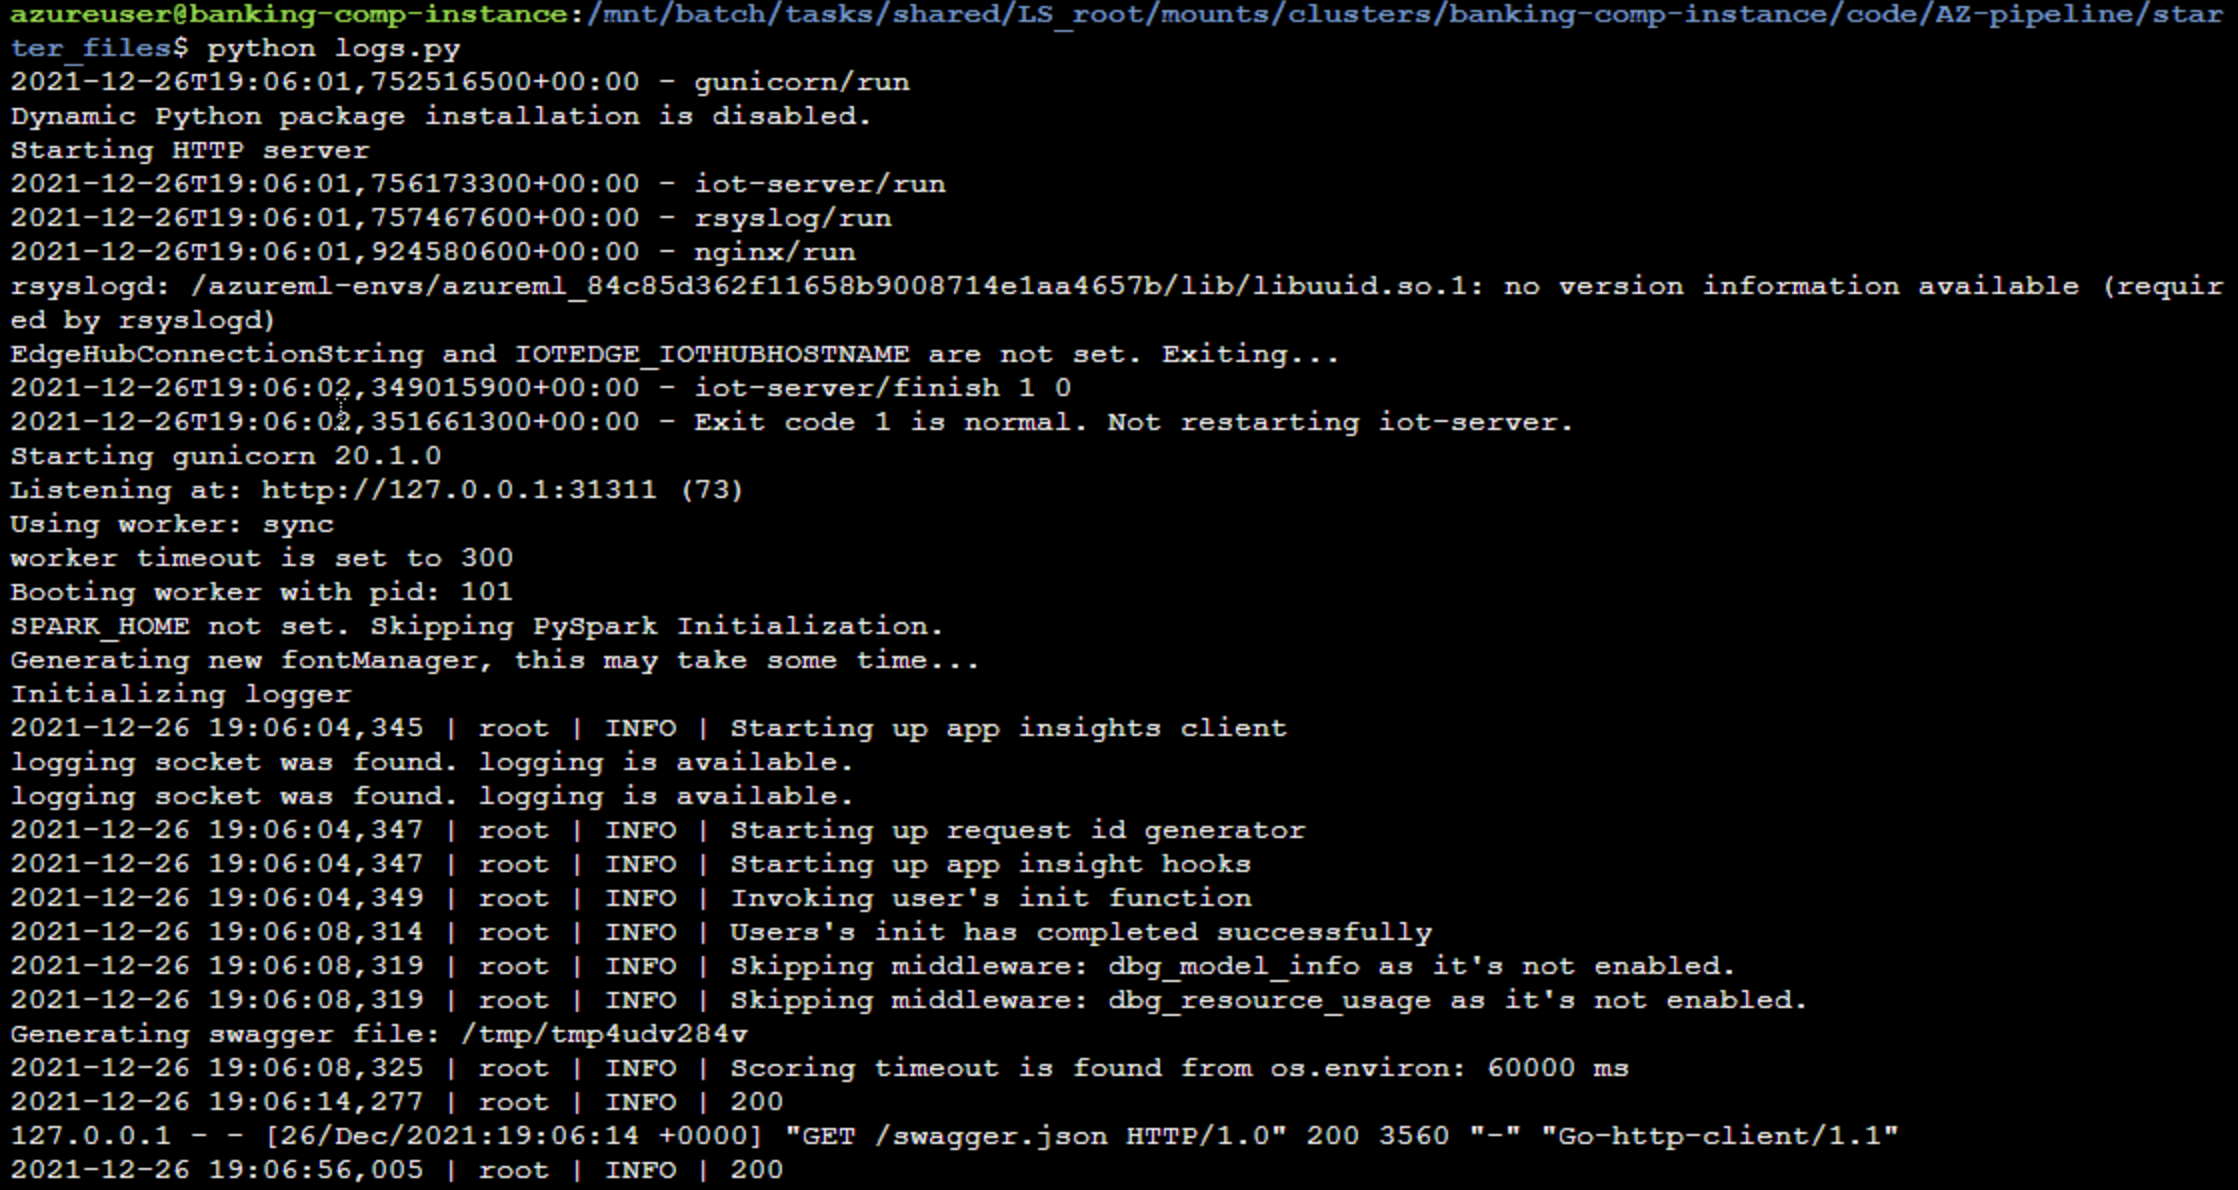 azureuser@banking-comp-instance:/mnt/batch/tasks/shared/LS_root/mounts/clusters/banking-comp-instance/code/AZ-pipeline/star
ter_files$ python logs.py
2021-12-26T19:06:01,752516500+00:00 - gunicorn/run
Dynamic Python package installation is disabled.
Starting HTTP server
2021-12-26T19:06:01,756173300+00:00 - iot-server/run
2021-12-26T19:06:01,757467600+00:00 - rsyslog/run
2021-12-26T19:06:01,924580600+00:00 - nginx/run
rsyslogd: /azureml-envs/azureml_84c85d362f11658b9008714e1aa4657b/lib/libuuid.so.1: no version information available (requir
ed by rsyslogd)
EdgeHubConnectionString and IOTEDGE_IOTHUBHOSTNAME are not set. Exiting...
2021-12-26T19:06:02,349015900+00:00 - iot-server/finish 1 0
2021-12-26T19:06:02,351661300+00:00 - Exit code 1 is normal. Not restarting iot-server.
Starting gunicorn 20.1.0
Listening at: http://127.0.0.1:31311 (73)
Using worker: sync
worker timeout is set to 300
Booting worker with pid: 101
SPARK_HOME not set. Skipping PySpark Initialization.
Generating new fontManager, this may take some time...
Initializing logger
2021-12-26 19:06:04,345 | root | INFO | Starting up app insights client
logging socket was found. logging is available.
logging socket was found. logging is available.
2021-12-26 19:06:04,347 | root | INFO | Starting up request id generator
2021-12-26 19:06:04,347 | root | INFO | Starting up app insight hooks
2021-12-26 19:06:04,349 | root | INFO | Invoking user's init function
2021-12-26 19:06:08,314 | root | INFO | Users's init has completed successfully
2021-12-26 19:06:08,319 | root | INFO | Skipping middleware: dbg_model_info as it's not enabled.
2021-12-26 19:06:08,319 | root | INFO | Skipping middleware: dbg_resource_usage as it's not enabled.
Generating swagger file: /tmp/tmp4udv284v
2021-12-26 19:06:08,325 | root | INFO | Scoring timeout is found from os.environ: 60000 ms
2021-12-26 19:06:14,277 | root | INFO | 200
127.0.0.1 - - [26/Dec/2021:19:06:14 +0000] "GET /swagger.json HTTP/1.0" 200 3560 "-" "Go-http-client/1.1"
2021-12-26 19:06:56,005 | root | INFO | 200